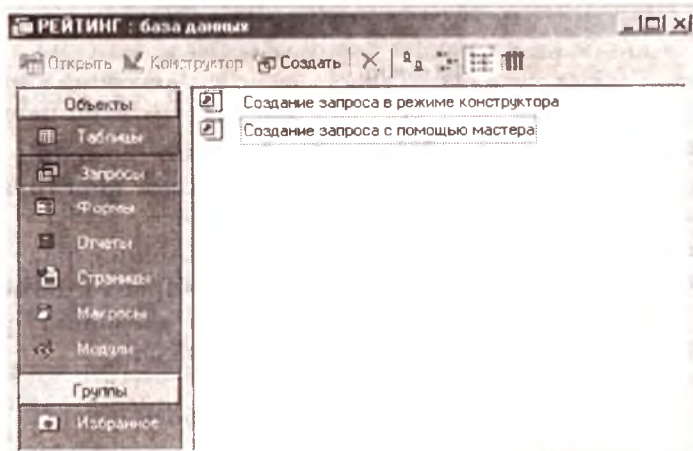 РЕЙТИНГ : база данных
Открыть Конструктор Создать
Объекты
Создание запроса в режиме конструктора
Таблицы
Создание запроса с помощью мастера
Запросы
Формы
Отчеты
Страницы
Макросы
Модули
Группы
Избранное